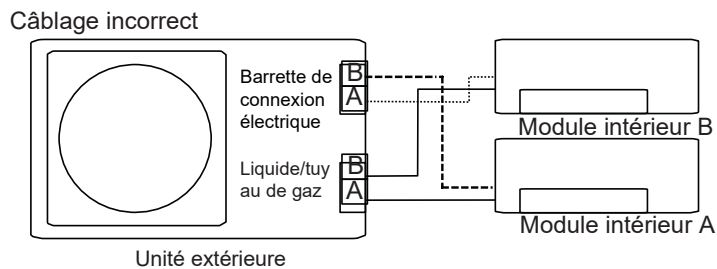 Câblage incorrect
Barrette de
connexion
électrique
B
A
Liquide/tuy
au de gaz
B
A
Module intérieur B
Module intérieur A
Unité extérieure